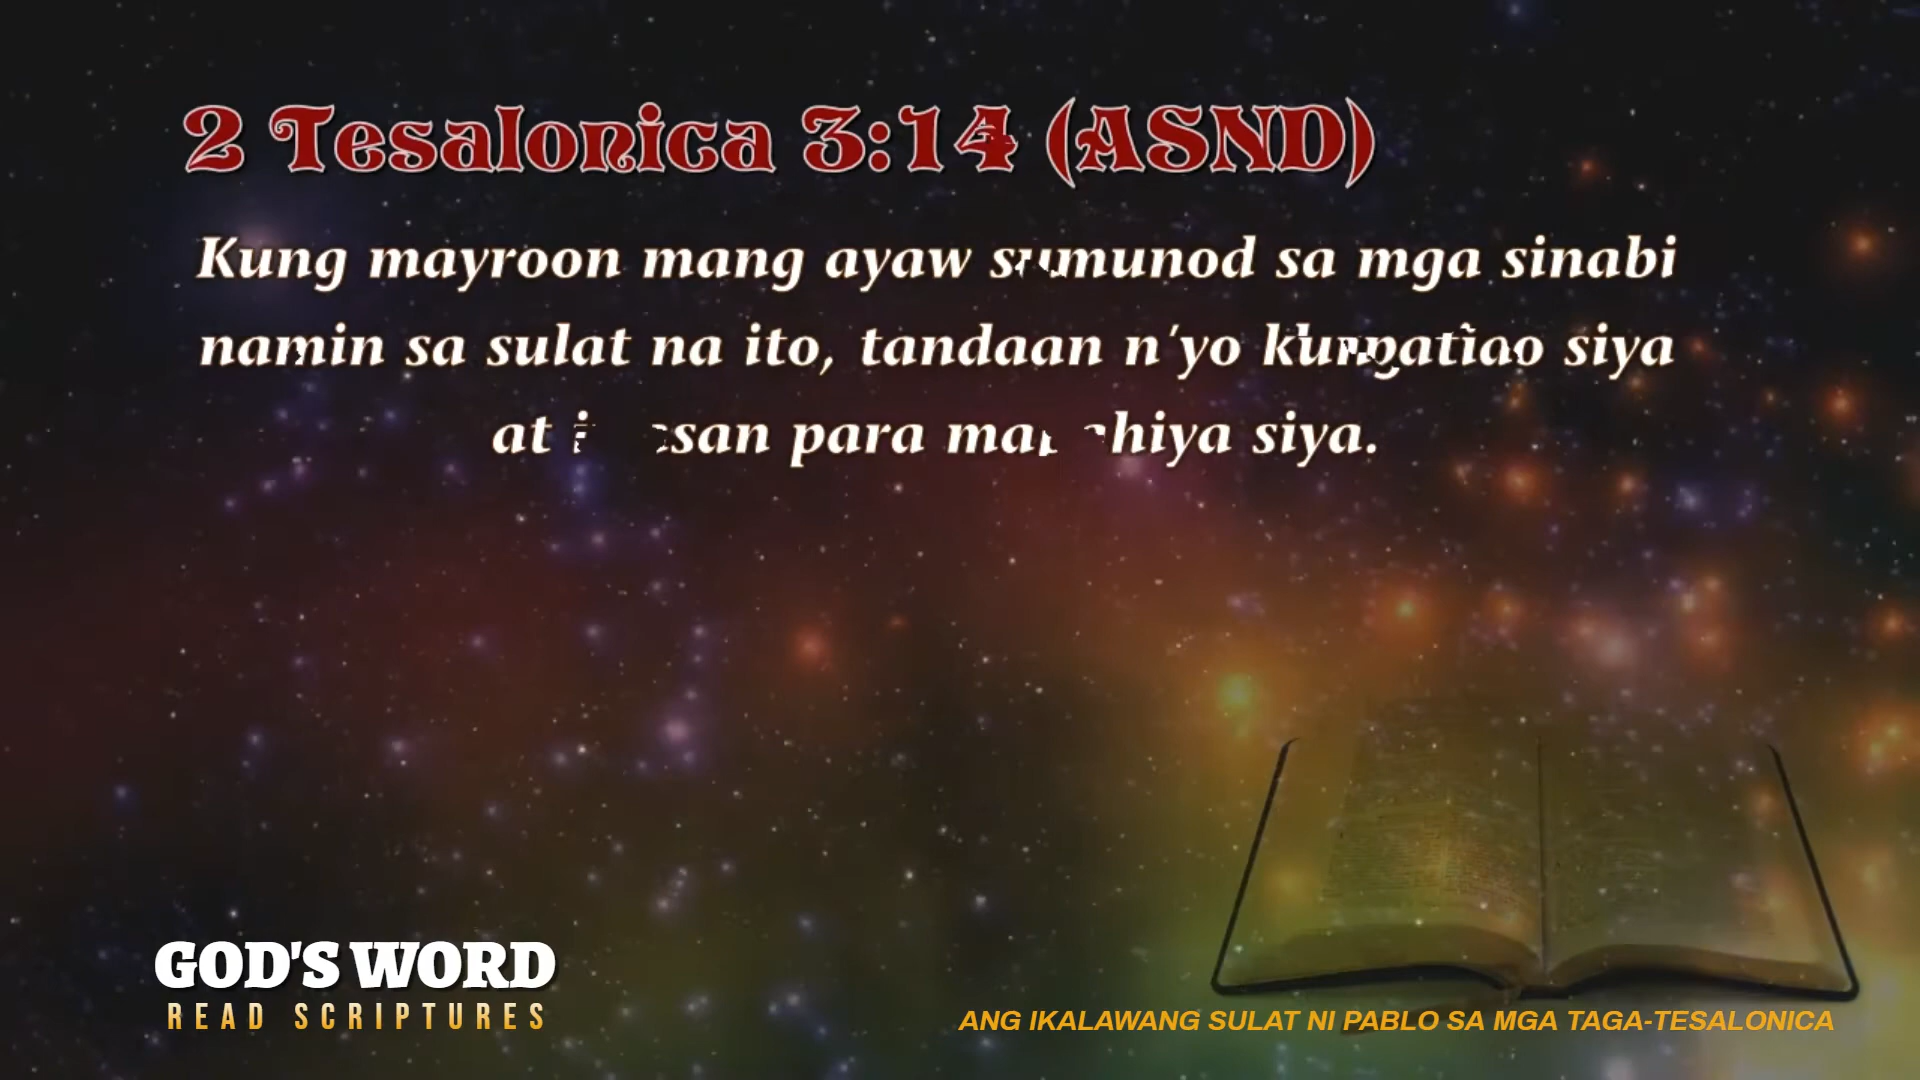 2 Tesalonica 3:14 (ASND)
Kung mayroon mang ayaw sumunod sa mga sinabi
namin sa sulat na ito, tandaan n'yo siya
at para siya.
GOD'S WORD
READ SCRIPTURES
ANG IKALAWANG SULAT NI PABLO SA MGA TAGA-TESALONICA